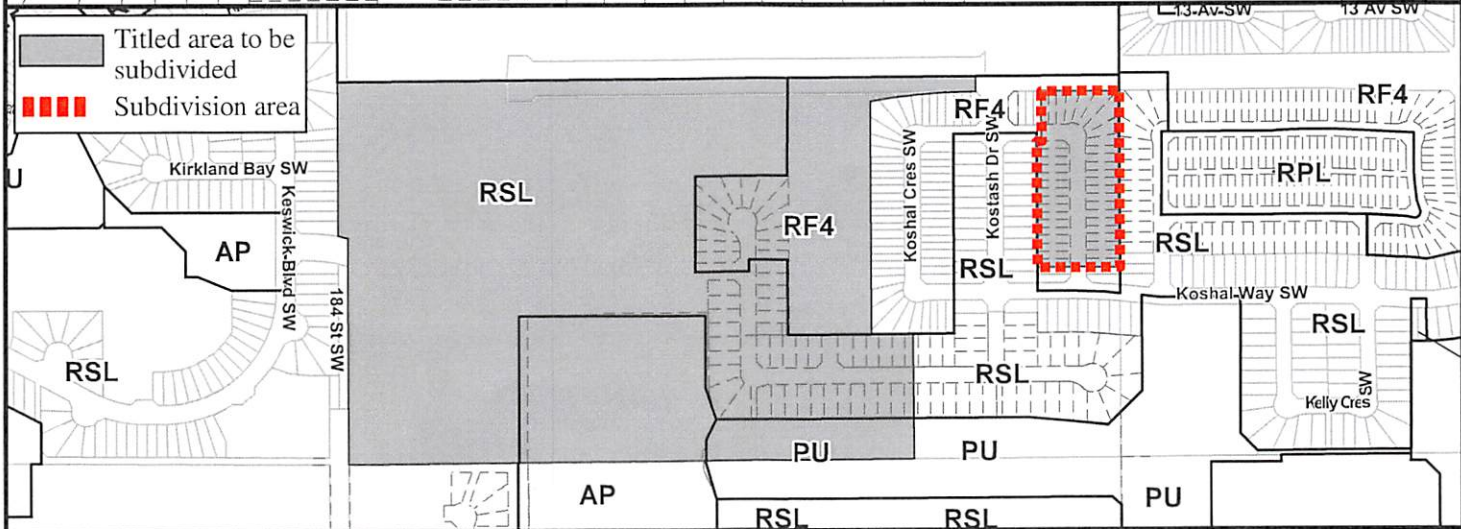 13 Av SW
13 Av SW
Titled area to be
subdivided
Subdivision area
RF4
RF4
U
Kirkland Bay SW
RSL
Keswick Blvd SW
RF4
Koshal Cres SW
Kostash Dr SW
RPL
AP
RSL
RSL
184 St SW
Koshal Way SW
RSL
RSL
RSL
Kelly Cres SW
PU
PU
AP
PU
RSL
RSL